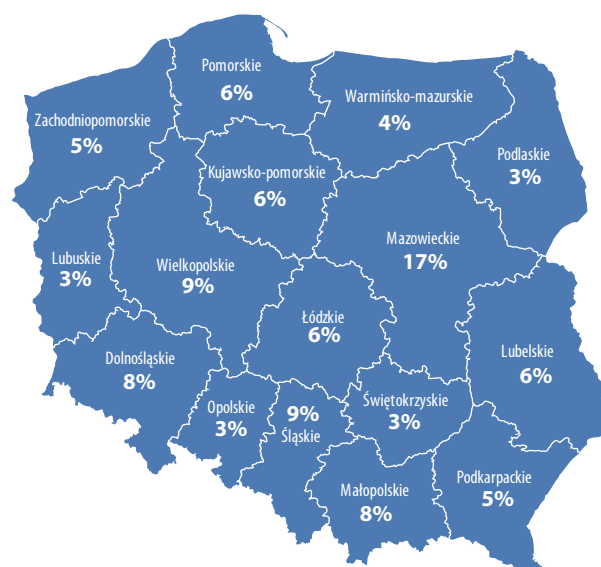 Pomorskie
6%
Warmińsko-mazurskie
4%
Zachodniopomorskie
5%
Podlaskie
3%
Kujawsko-pomorskie
6%
Mazowieckie
17%
Lubuskie
3%
Wielkopolskie
9%
Łódzkie
6%
Lubelskie
6%
Dolnośląskie
8%
Opolskie
3%
9%
Śląskie
Świętokrzyskie
3%
Podkarpackie
5%
Małopolskie
8%